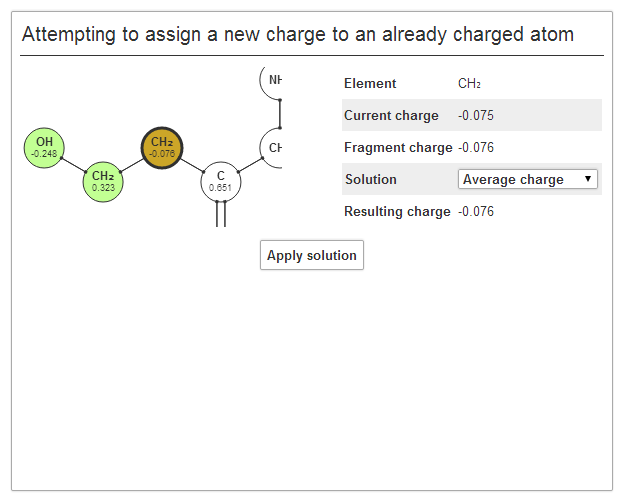 Attempting to assign a new charge to an already charged atom
NH
CH
OH
-0.248
CH₂
0.323
CH₂
-0.076
C
0.651
Element CH₂
Current charge -0.075
Fragment charge -0.076
Solution Average charge
Resulting charge -0.076
Apply solution